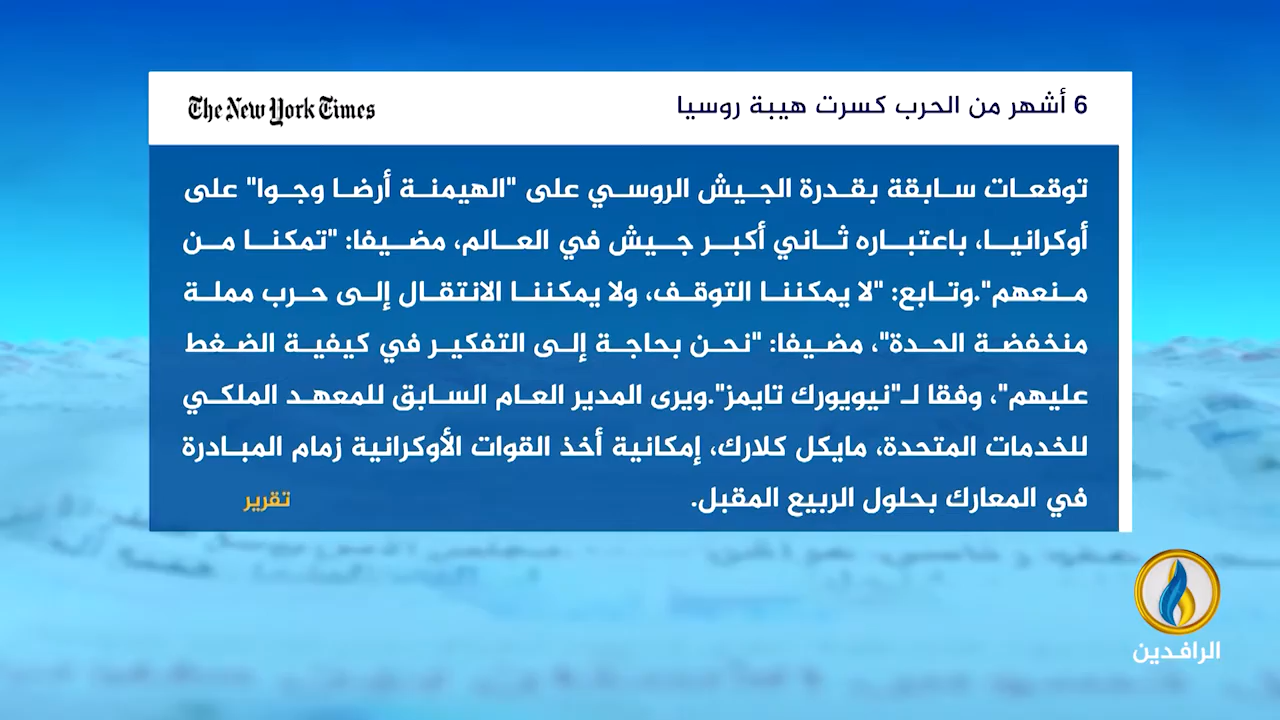 6 أشهر من الحرب كسرت هيبة روسيا
The New York Times
توقعات سابقة بقدرة الجيش الروسي على "الهيمنة أرضا وجوا" على
أوكرانيا، باعتباره ثاني أكبر جيش في العالم، مضيفا: "تمكنا من
منعهم".وتابع: "لا يمكننا التوقف، ولا يمكننا الانتقال إلى حرب مملة
منخفضة الحدة"، مضيفا: "نحن بحاجة إلى التفكير في كيفية الضغط
عليهم"، وفقا لـ"نيويورك تايمز".ويرى المدير العام السابق للمعهد الملكي
للخدمات المتحدة، مايكل كلارك، إمكانية أخذ القوات الأوكرانية زمام المبادرة
في المعارك بحلول الربيع المقبل.
تقرير
الرافدين